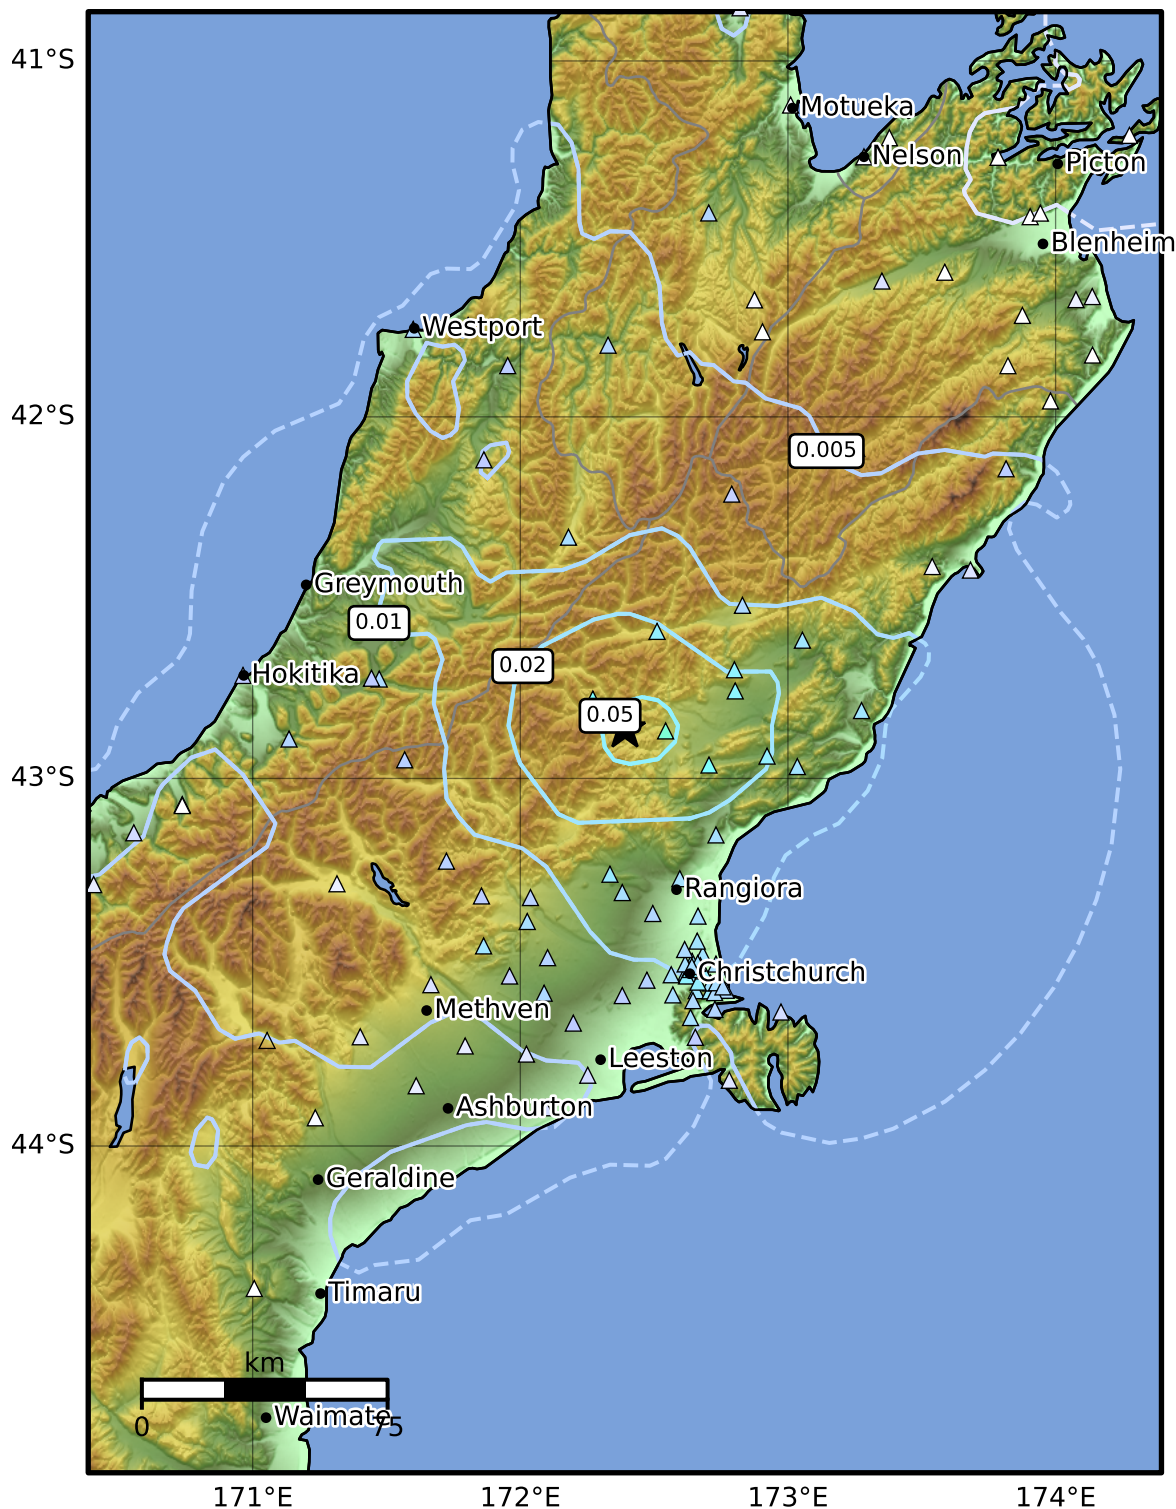 41°S
Motueka
Nelson
Picton
Blenheim
Westport
42°S
0.005
Greymouth
0.01
0.02
Hokitika
0.05
43°S
Rangiora
Christchurch
Methven
Leeston
Ashburton
44°S
Geraldine
Timaru
km
0 75
Waimate
171°E 172°E 173°E 174°E